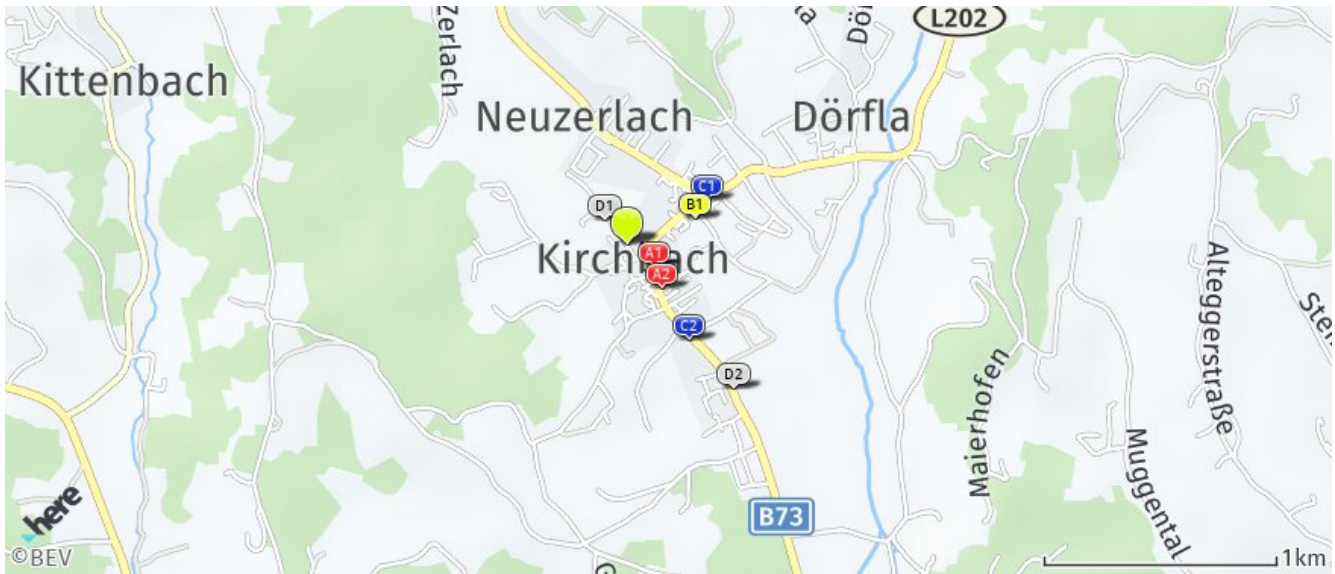 L202
Zerlach
Kittenbach
Neuzerlach
Dörfla
C1
B1
D1
A1
Kirchbach
A2
C2
D2
Alteggerstraße
Maierhofen
Muggental
B73
here
©BEV
1km